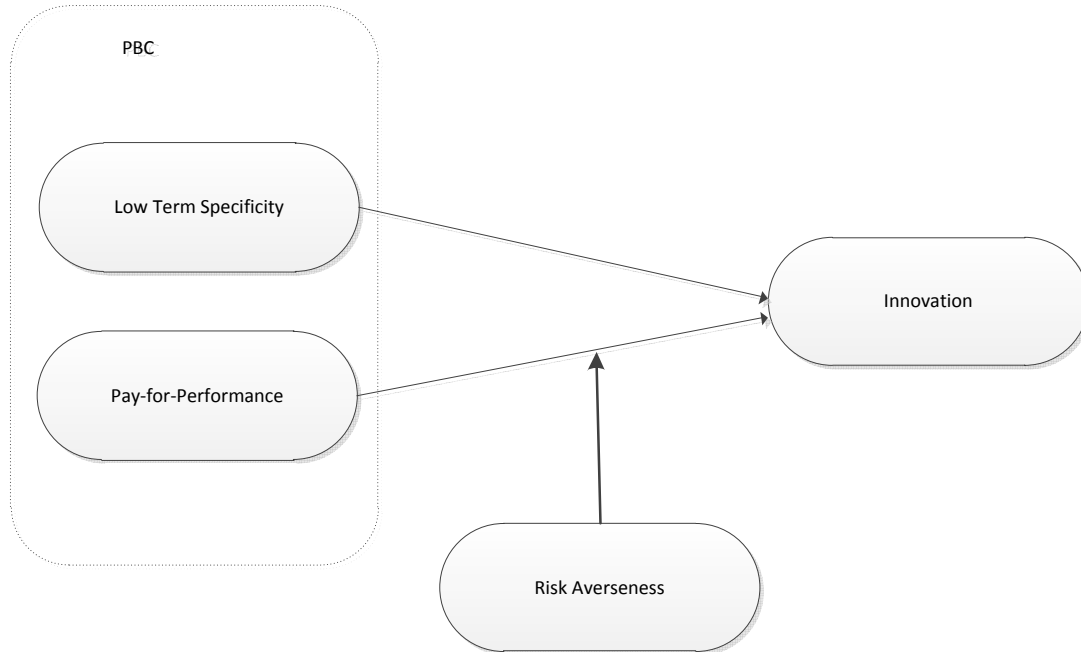 PBC
Low Term Specificity
Innovation
Pay-for-Performance
Risk Averseness